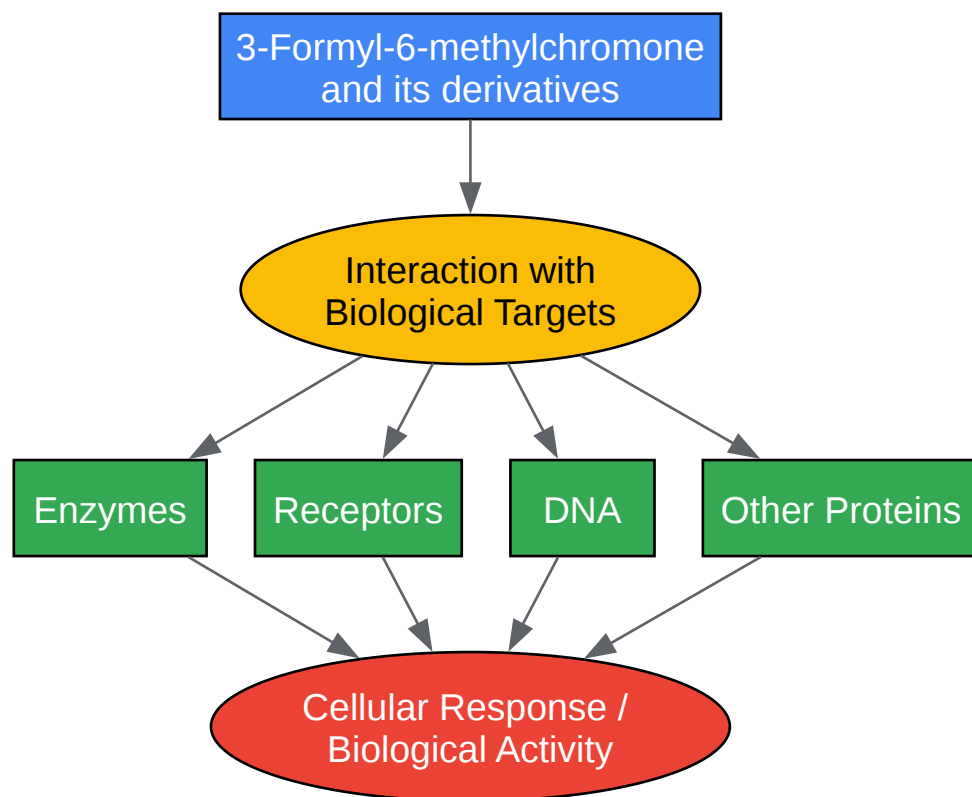 3-Formyl-6-methylchromone
and its derivatives
Interaction with
Biological Targets
Enzymes
Receptors
DNA
Other Proteins
Cellular Response /
Biological Activity